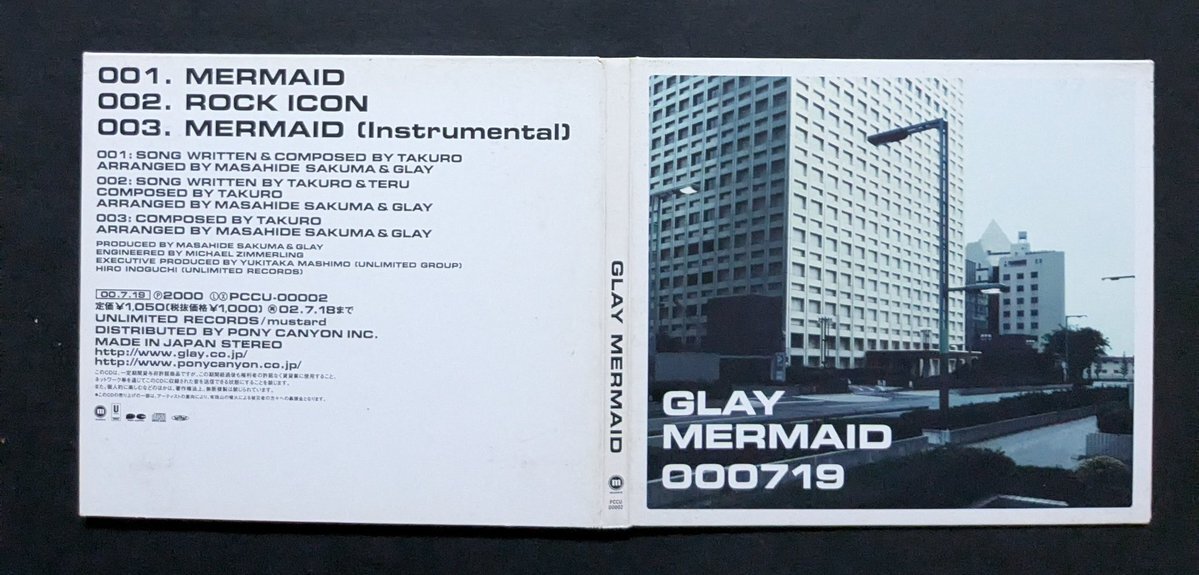 001. MERMAID
002. ROCK ICON
003. MERMAID (Instrumental)
001: SONG WRITTEN & COMPOSED BY TAKURO
ARRANGED BY MASAHIDE SAKUMA & GLAY
002: SONG WRITTEN BY TAKURO & TERU
COMPOSED BY TAKURO
ARRANGED BY MASAHIDE SAKUMA & GLAY
003: COMPOSED BY TAKURO
ARRANGED BY MASAHIDE SAKUMA & GLAY
PRODUCED BY MASAHIDE SAKUMA & GLAY
ENGINEERED BY MICHAEL ZIMMERLING
EXECUTIVE PRODUCED BY YUKITAKA MASHIMO (UNLIMITED GROUP)
HIRO INOGUCHI (UNLIMITED RECORDS)
00.7.19 Ⓟ2000 ⓁⓍPCCU-00002
定価¥1,050(税抜価格¥1,000) 02.7.18まで
UNLIMITED RECORDS/mustard
DISTRIBUTED BY PONY CANYON INC.
MADE IN JAPAN STEREO
http://www.glay.co.jp/
http://www.ponycanyon.co.jp/
GLAY MERMAID
PCCU
00002
GLAY
MERMAID
000719